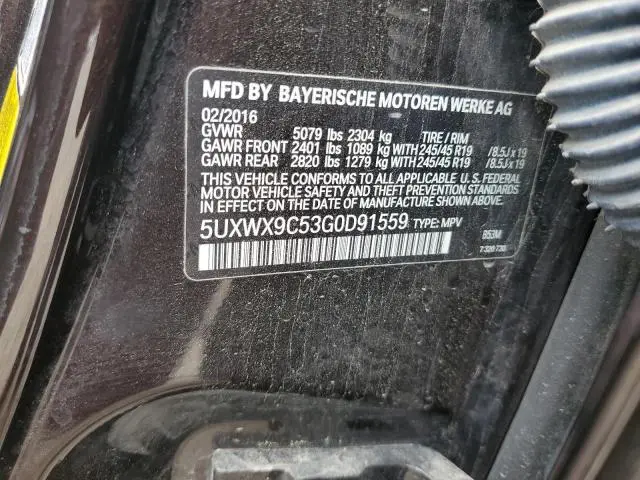 MFD BY BAYERISCHE MOTOREN WERKE AG
02/2016
GVWR 5079 lbs 2304 kg TIRE / RIM
GAWR FRONT 2401 lbs 1089 kg WITH 245/45 R19 / 8.5J x 19
GAWR REAR 2820 lbs 1279 kg WITH 245/45 R19 / 8.5J x 19
THIS VEHICLE CONFORMS TO ALL APPLICABLE U. S. FEDERAL
MOTOR VEHICLE SAFETY AND THEFT PREVENTION STANDARDS
IN EFFECT ON THE DATE OF MANUFACTURE SHOWN ABOVE.
5UXWX9C53G0D91559 TYPE: MPV
B53M